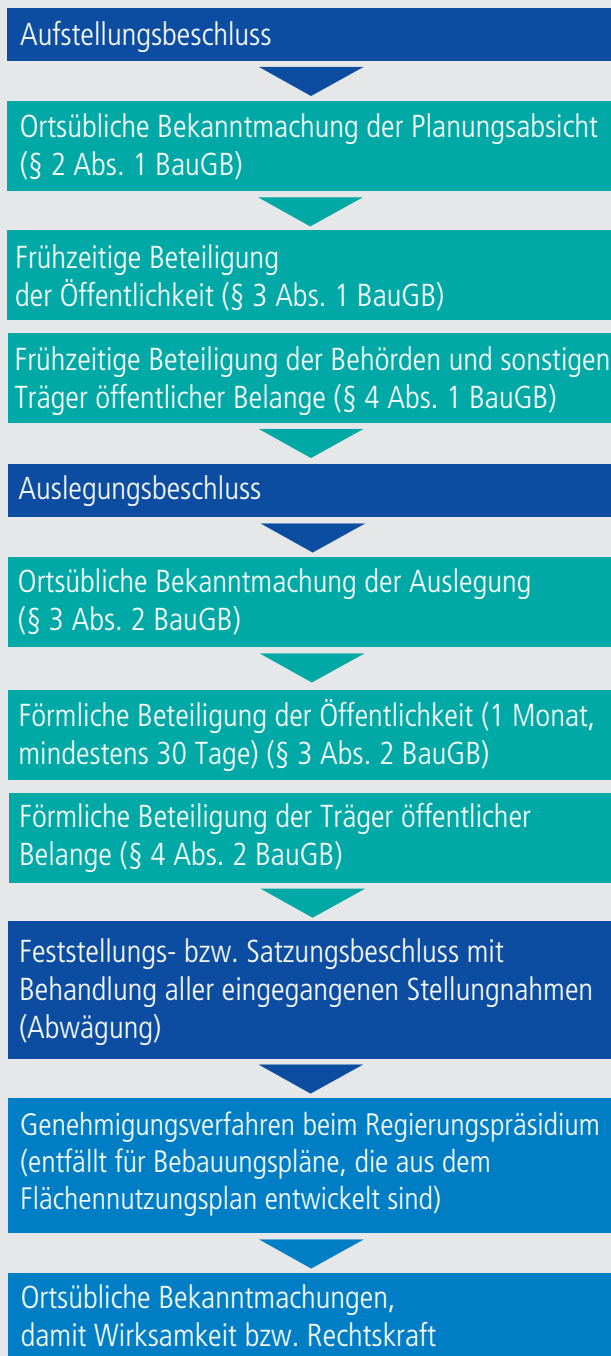 Aufstellungsbeschluss
Ortsübliche Bekanntmachung der Planungsabsicht
(§ 2 Abs. 1 BauGB)
Frühzeitige Beteiligung
der Öffentlichkeit (§ 3 Abs. 1 BauGB)
Frühzeitige Beteiligung der Behörden und sonstigen
Träger öffentlicher Belange (§ 4 Abs. 1 BauGB)
Auslegungsbeschluss
Ortsübliche Bekanntmachung der Auslegung
(§ 3 Abs. 2 BauGB)
Förmliche Beteiligung der Öffentlichkeit (1 Monat,
mindestens 30 Tage) (§ 3 Abs. 2 BauGB)
Förmliche Beteiligung der Träger öffentlicher
Belange (§ 4 Abs. 2 BauGB)
Feststellungs- bzw. Satzungsbeschluss mit
Behandlung aller eingegangenen Stellungnahmen
(Abwägung)
Genehmigungsverfahren beim Regierungspräsidium
(entfällt für Bebauungspläne, die aus dem
Flächennutzungsplan entwickelt sind)
Ortsübliche Bekanntmachungen,
damit Wirksamkeit bzw. Rechtskraft